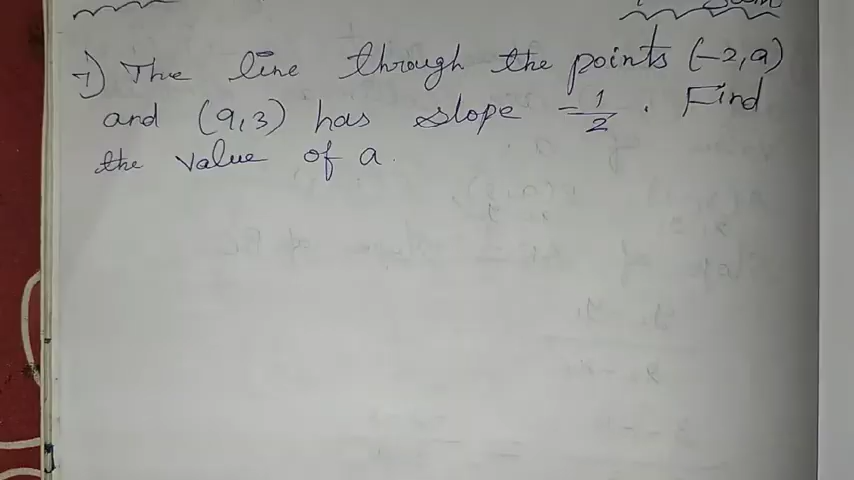 7) The line through the points (-2, a)
and (9,3) has slope -1/2 . Find
the value of a.